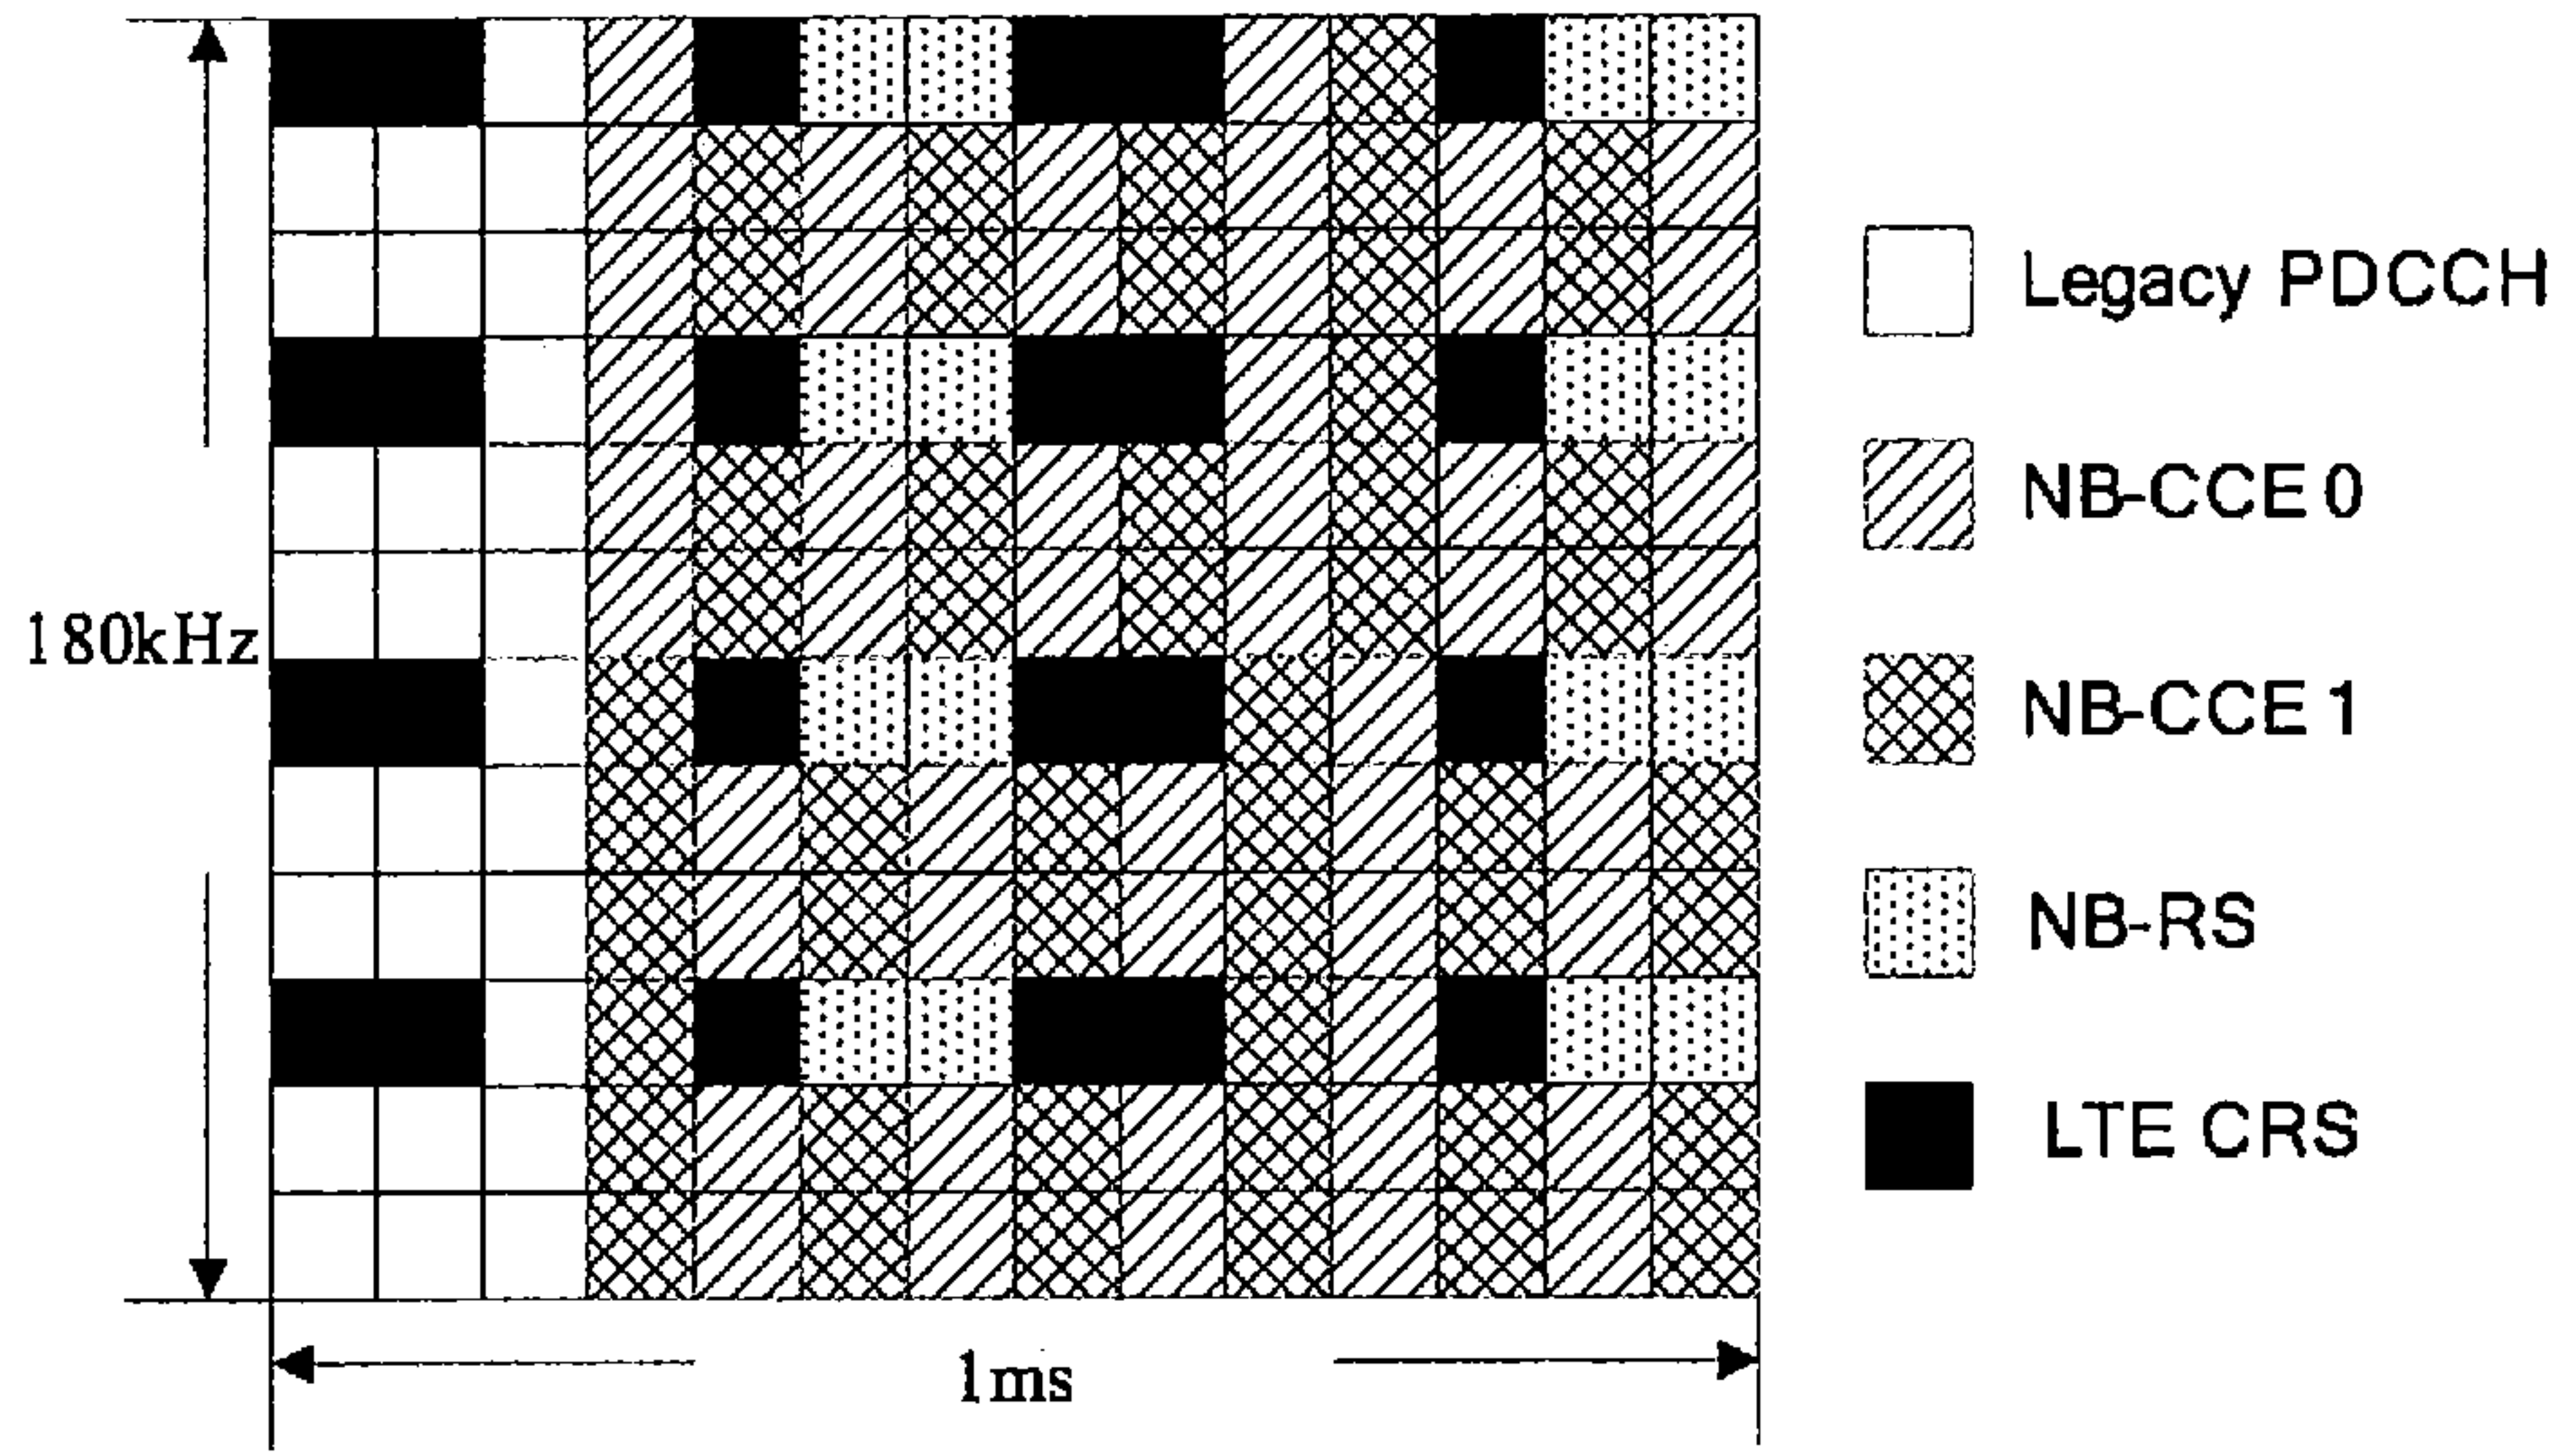 180kHz
1ms
Legacy PDCCH
NB-CCE 0
NB-CCE 1
NB-RS
LTE CRS